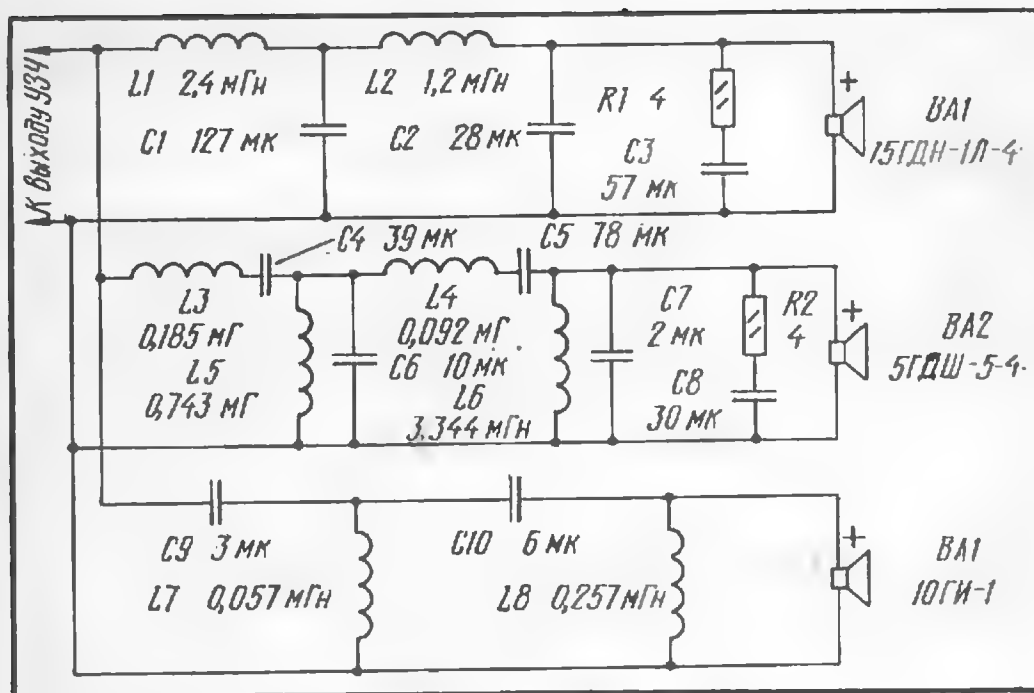 К Выходу УЗЧ
L1 2,4 мГн
L2 1,2 мГн
C1 127 мк
C2 28 мк
R1 4
C3
57 мк
+
BA1
15ГДН-1Л-4
C4 39 мк
C5 78 мк
L3
0,185 мГ
L5
0,743 мГ
L4
0,092 мГ
C6 10 мк
L6
3.344 мГн
C7
2 мк
R2
4
C8
30 мк
+
BA2
5ГДШ-5-4
C9 3 мк
C10 6 мк
L7 0,057 мГн
L8 0,257 мГн
+
BA1
10ГИ-1